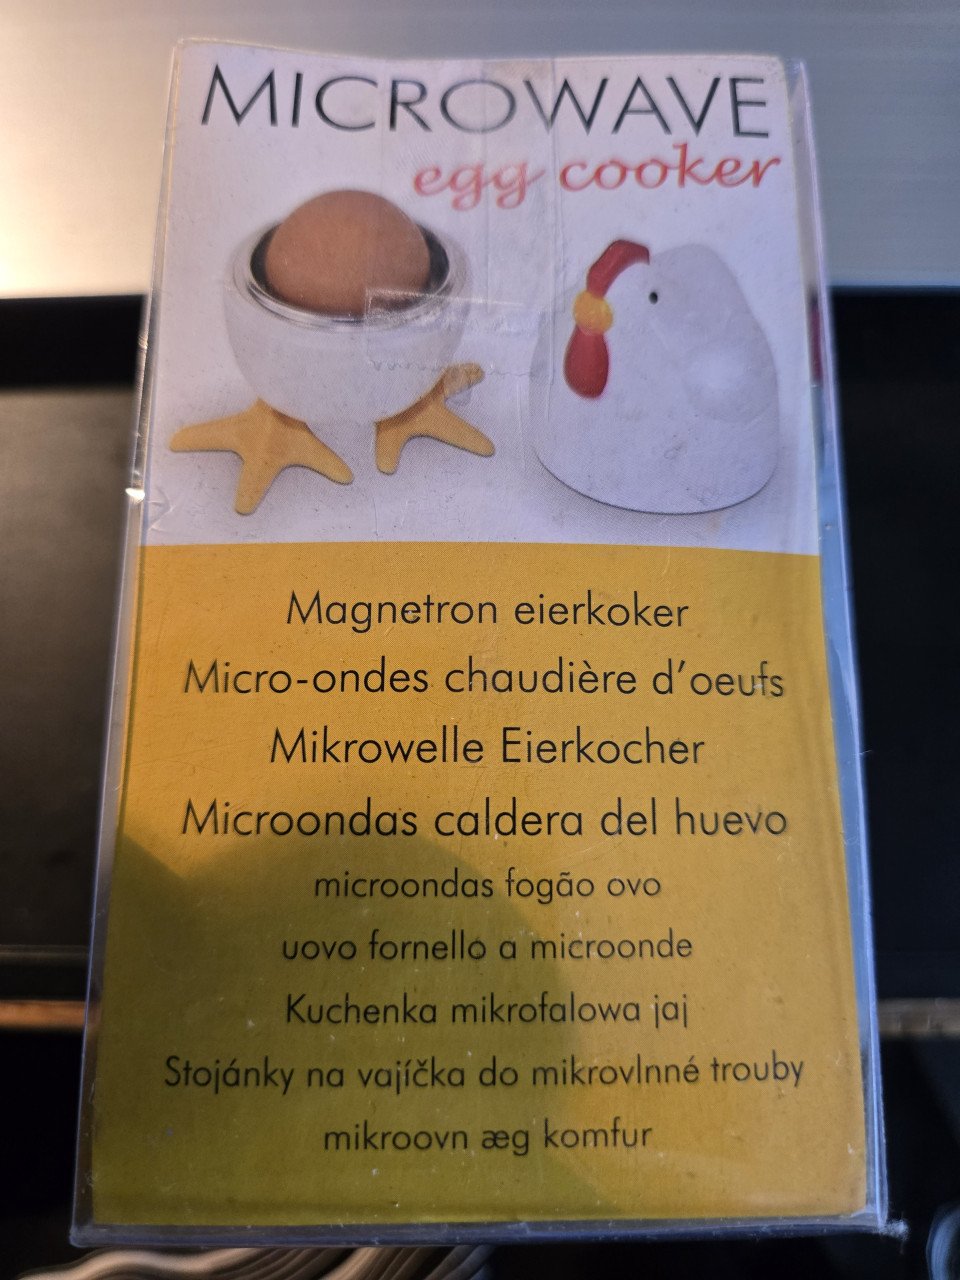 MICROWAVE
egg cooker
Magnetron eierkoker
Micro-ondes chaudière d'oeufs
Mikrowelle Eierkocher
Microondas caldera del huevo
microondas fogão ovo
uovo fornello a microonde
Kuchenka mikrofalowa jaj
Stojánky na vajíčka do mikrovlnné trouby
mikroovn æg komfur